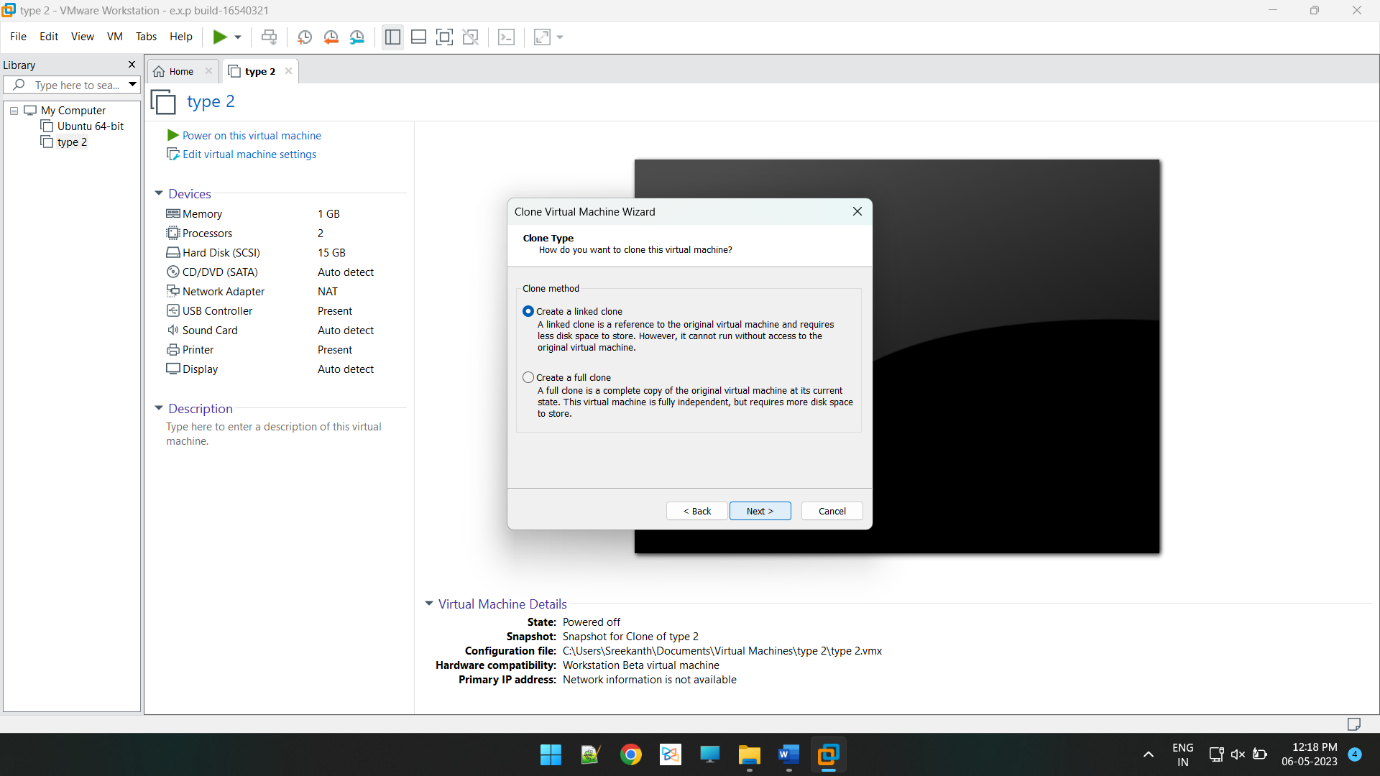 type 2 - VMware Workstation - e.x.p build-16540321
File Edit View VM Tabs Help
Library
Type here to sea...
My Computer
Ubuntu 64-bit
type 2
Home
type 2
type 2
Power on this virtual machine
Edit virtual machine settings
Devices
Memory 1 GB
Processors 2
Hard Disk (SCSI) 15 GB
CD/DVD (SATA) Auto detect
Network Adapter NAT
USB Controller Present
Sound Card Auto detect
Printer Present
Display Auto detect
Description
Type here to enter a description of this virtual
machine.
Clone Virtual Machine Wizard
Clone Type
How do you want to clone this virtual machine?
Clone method
Create a linked clone
A linked clone is a reference to the original virtual machine and requires
less disk space to store. However, it cannot run without access to the
original virtual machine.
Create a full clone
A full clone is a complete copy of the original virtual machine at its current
state. This virtual machine is fully independent, but requires more disk space
to store.
< Back Next > Cancel
Virtual Machine Details
State: Powered off
Snapshot: Snapshot for Clone of type 2
Configuration file: C:\Users\Sreekanth\Documents\Virtual Machines\type 2\type 2.vmx
Hardware compatibility: Workstation Beta virtual machine
Primary IP address: Network information is not available
ENG
IN
12:18 PM
06-05-2023
4